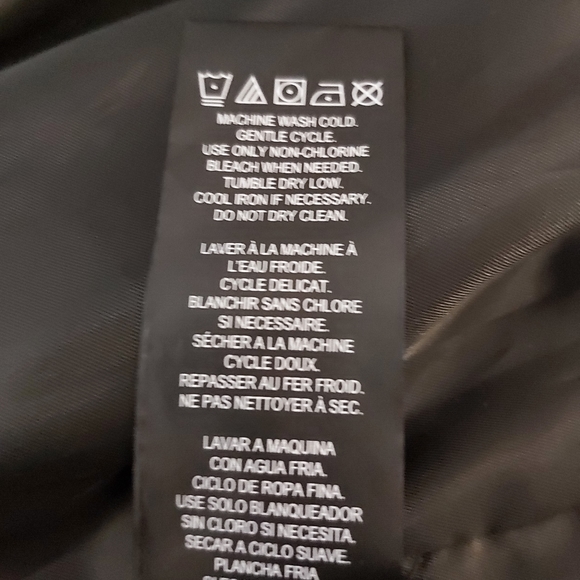 MACHINE WASH COLD.
GENTLE CYCLE.
USE ONLY NON-CHLORINE
BLEACH WHEN NEEDED.
TUMBLE DRY LOW.
COOL IRON IF NECESSARY.
DO NOT DRY CLEAN.
LAVER À LA MACHINE À
L'EAU FROIDE.
CYCLE DELICAT.
BLANCHIR SANS CHLORE
SI NECESSAIRE.
SÉCHER A LA MACHINE
CYCLE DOUX.
REPASSER AU FER FROID.
NE PAS NETTOYER À SEC.
LAVAR A MAQUINA
CON AGUA FRIA.
CICLO DE ROPA FINA.
USE SOLO BLANQUEADOR
SIN CLORO SI NECESITA.
SECAR A CICLO SUAVE.
PLANCHA FRIA